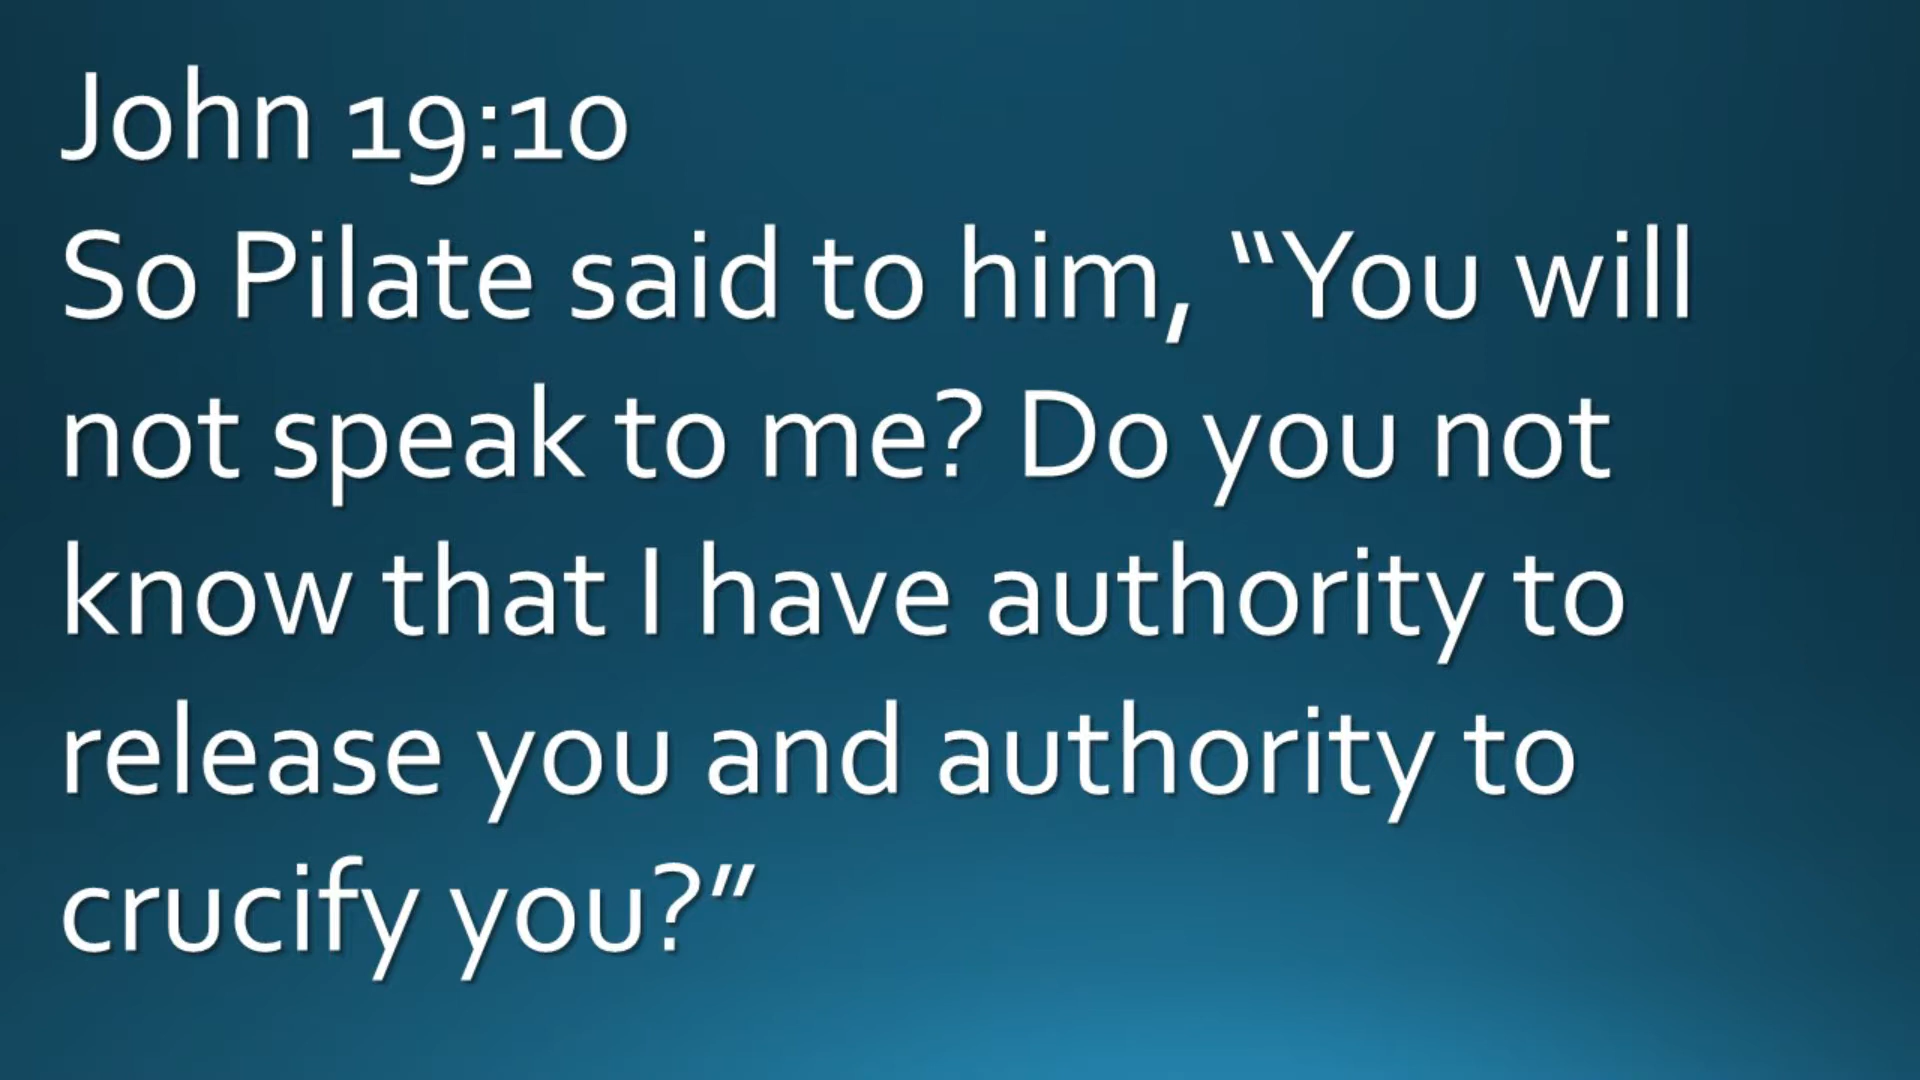 John 19:10
So Pilate said to him, “You will
not speak to me? Do you not
know that I have authority to
release you and authority to
crucify you?”